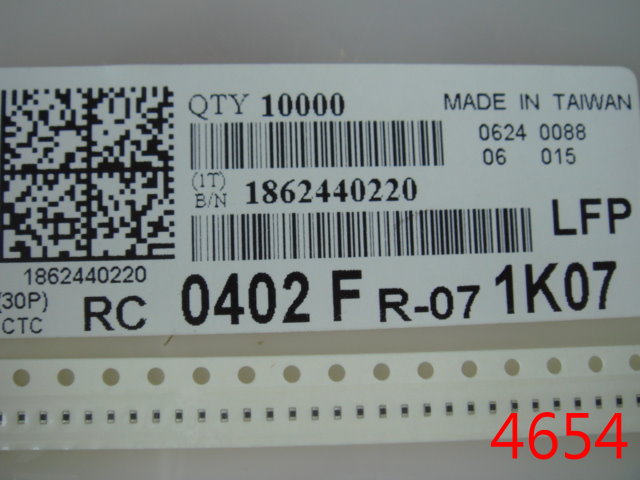 QTY 10000
MADE IN TAIWAN
0624 0088
06 015
(1T)
B/N 1862440220
LFP
1862440220
(30P)
CTC
RC 0402 F R-07 1K07
4654